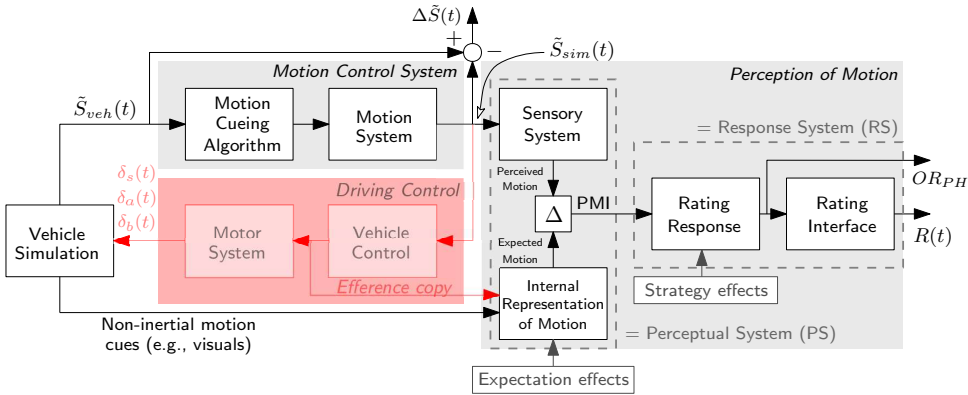 ΔS̃(t)
+
−
S̃_sim(t)
Motion Control System
Perception of Motion
S̃_veh(t)
Motion
Cueing
Algorithm
Motion
System
Sensory
System
= Response System (RS)
δ_s(t)
δ_a(t)
δ_b(t)
Driving Control
Perceived
Motion
OR_PH
Vehicle
Simulation
Motor
System
Vehicle
Control
Δ
PMI
Rating
Response
Rating
Interface
R(t)
Expected
Motion
Efference copy
Internal
Representation
of Motion
Strategy effects
Non-inertial motion
cues (e.g., visuals)
= Perceptual System (PS)
Expectation effects